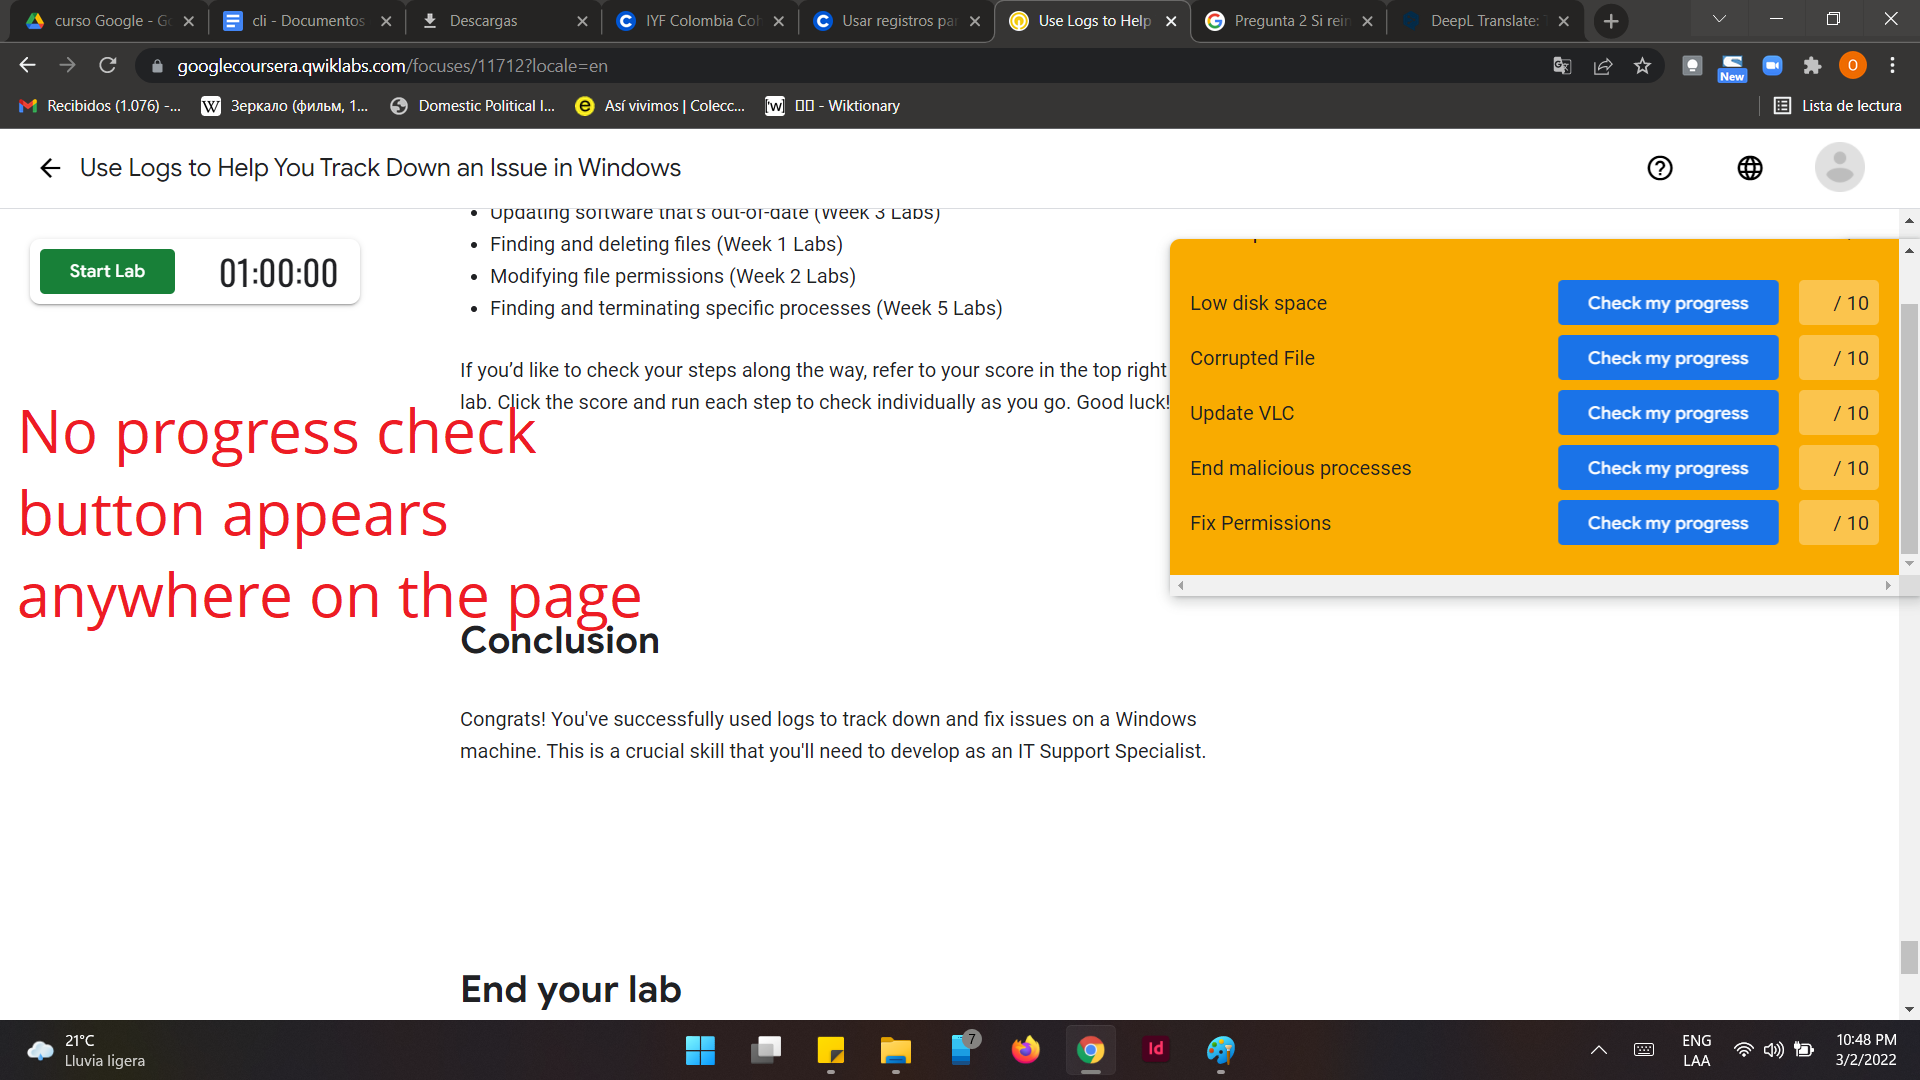 curso Google - Go
cli - Documentos
Descargas
IYF Colombia Coh
Usar registros par
Use Logs to Help
Pregunta 2 Si rein
DeepL Translate: T
googlecoursera.qwiklabs.com/focuses/11712?locale=en
New
O
Recibidos (1.076) -...
W
Зеркало (фильм, 1...
Domestic Political I...
Así vivimos | Colecc...
['w]
- Wiktionary
Lista de lectura
Use Logs to Help You Track Down an Issue in Windows
Start Lab
01:00:00
Updating software that's out-of-date (Week 3 Labs)
Finding and deleting files (Week 1 Labs)
Modifying file permissions (Week 2 Labs)
Finding and terminating specific processes (Week 5 Labs)
If you’d like to check your steps along the way, refer to your score in the top right
lab. Click the score and run each step to check individually as you go. Good luck!
Low disk space
Check my progress
/ 10
Corrupted File
Check my progress
/ 10
Update VLC
Check my progress
/ 10
End malicious processes
Check my progress
/ 10
Fix Permissions
Check my progress
/ 10
No progress check
button appears
anywhere on the page
Conclusion
Congrats! You've successfully used logs to track down and fix issues on a Windows
machine. This is a crucial skill that you'll need to develop as an IT Support Specialist.
End your lab
21°C
Lluvia ligera
7
Id
ENG
LAA
10:48 PM
3/2/2022